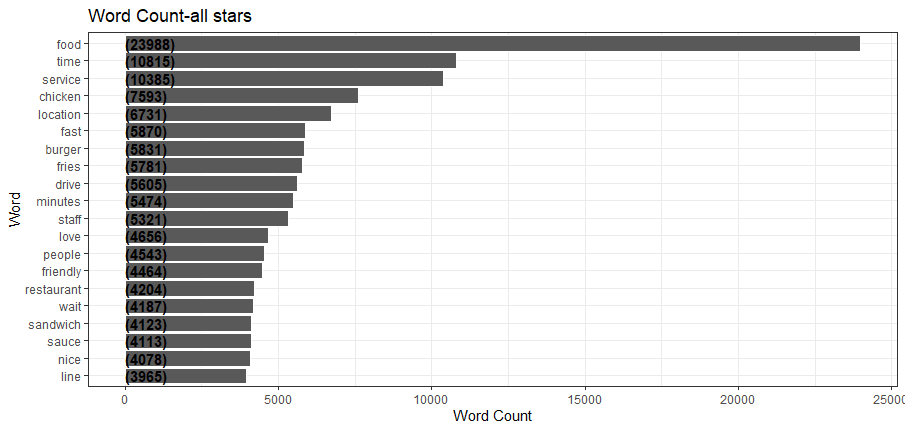 Word Count-all stars
food (23988)
time (10815)
service (10385)
chicken (7593)
location (6731)
fast (5870)
burger (5831)
fries (5781)
drive (5605)
minutes (5474)
staff (5321)
love (4656)
people (4543)
friendly (4464)
restaurant (4204)
wait (4187)
sandwich (4123)
sauce (4113)
nice (4078)
line (3965)
Word
0 5000 10000 15000 20000 25000
Word Count